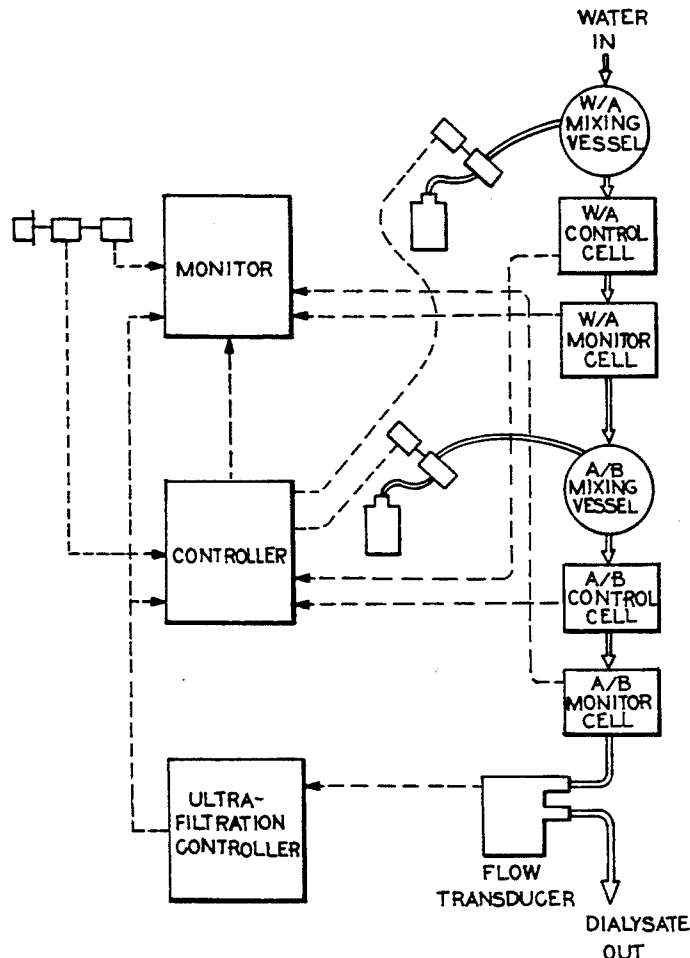 WATER
IN
W/A
MIXING
VESSEL
W/A
CONTROL
CELL
MONITOR
W/A
MONITOR
CELL
A/B
MIXING
VESSEL
CONTROLLER
A/B
CONTROL
CELL
A/B
MONITOR
CELL
ULTRA-
FILTRATION
CONTROLLER
FLOW
TRANSDUCER
DIALYSATE
OUT